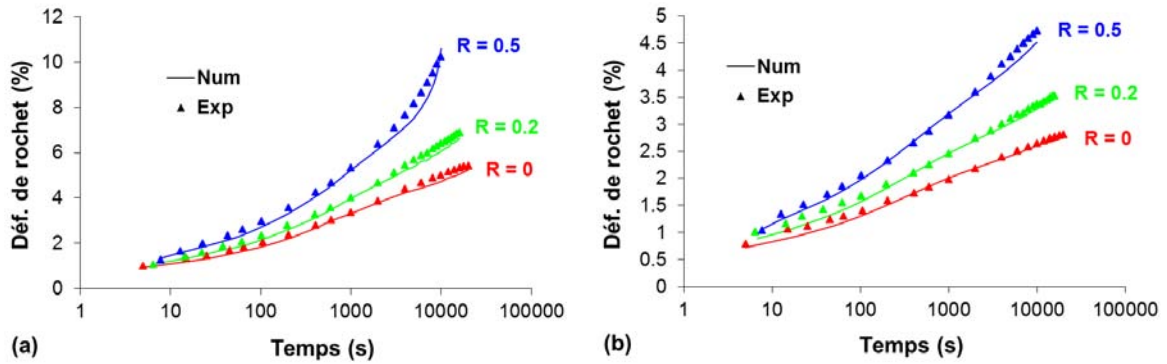 12
10
8
6
4
2
0
Déf. de rochet (%)
Num
Exp
R = 0.5
R = 0.2
R = 0
1 10 100 1000 10000 100000
Temps (s)
(a)
5
4.5
4
3.5
3
2.5
2
1.5
1
0.5
0
Déf. de rochet (%)
Num
Exp
R = 0.5
R = 0.2
R = 0
1 10 100 1000 10000 100000
Temps (s)
(b)